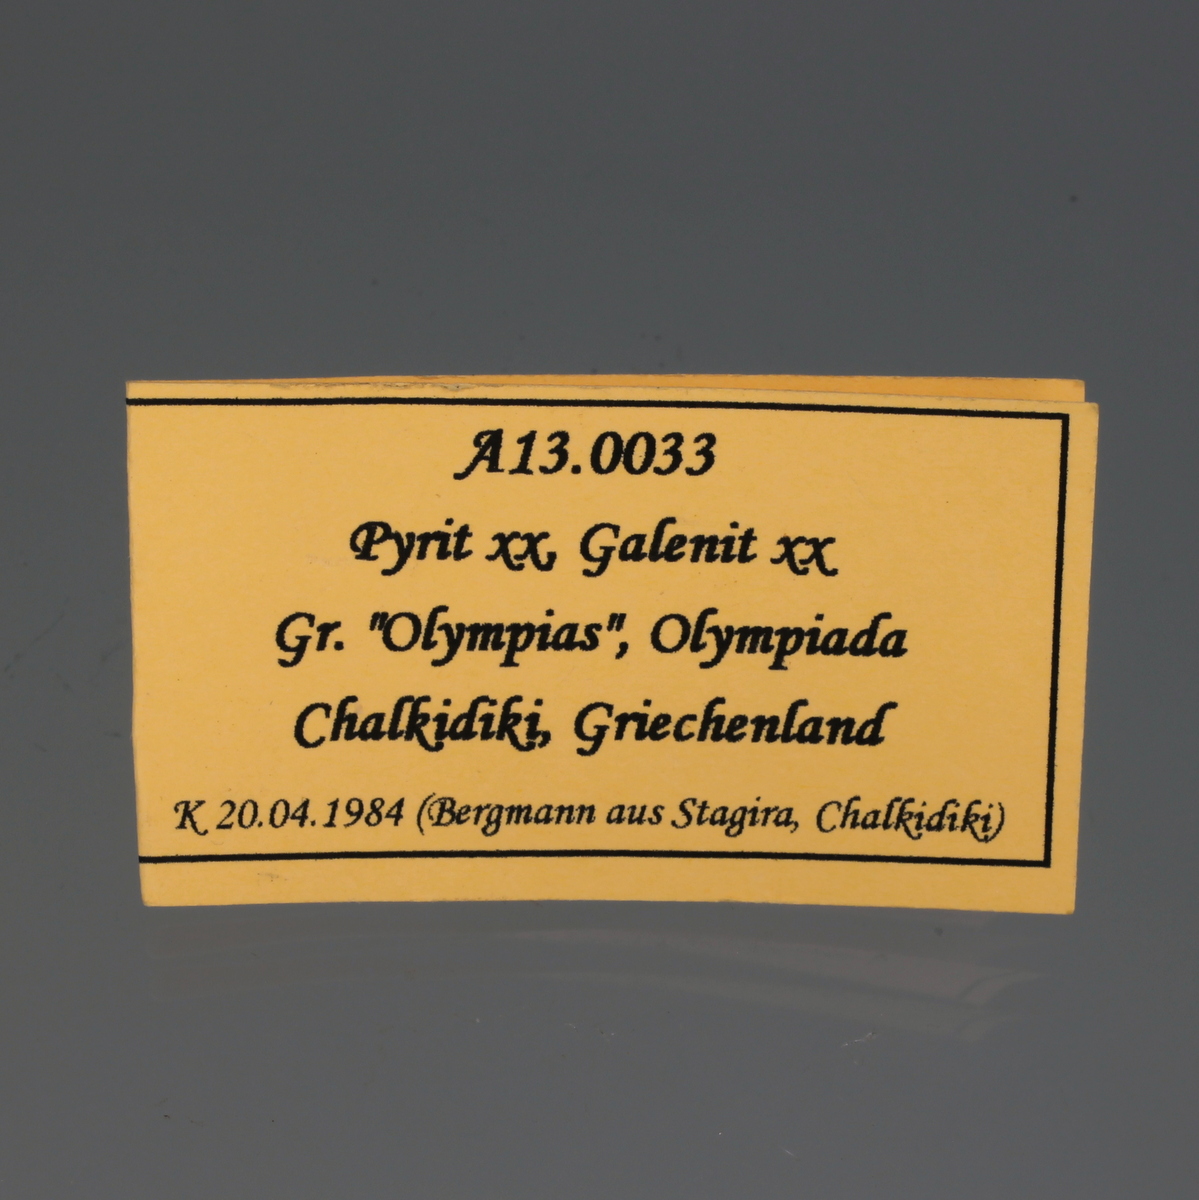 A13.0033
Pyrit xx, Galenit xx
Gr. "Olympias", Olympiada
Chalkidiki, Griechenland
K 20.04.1984 (Bergmann aus Stagira, Chalkidiki)